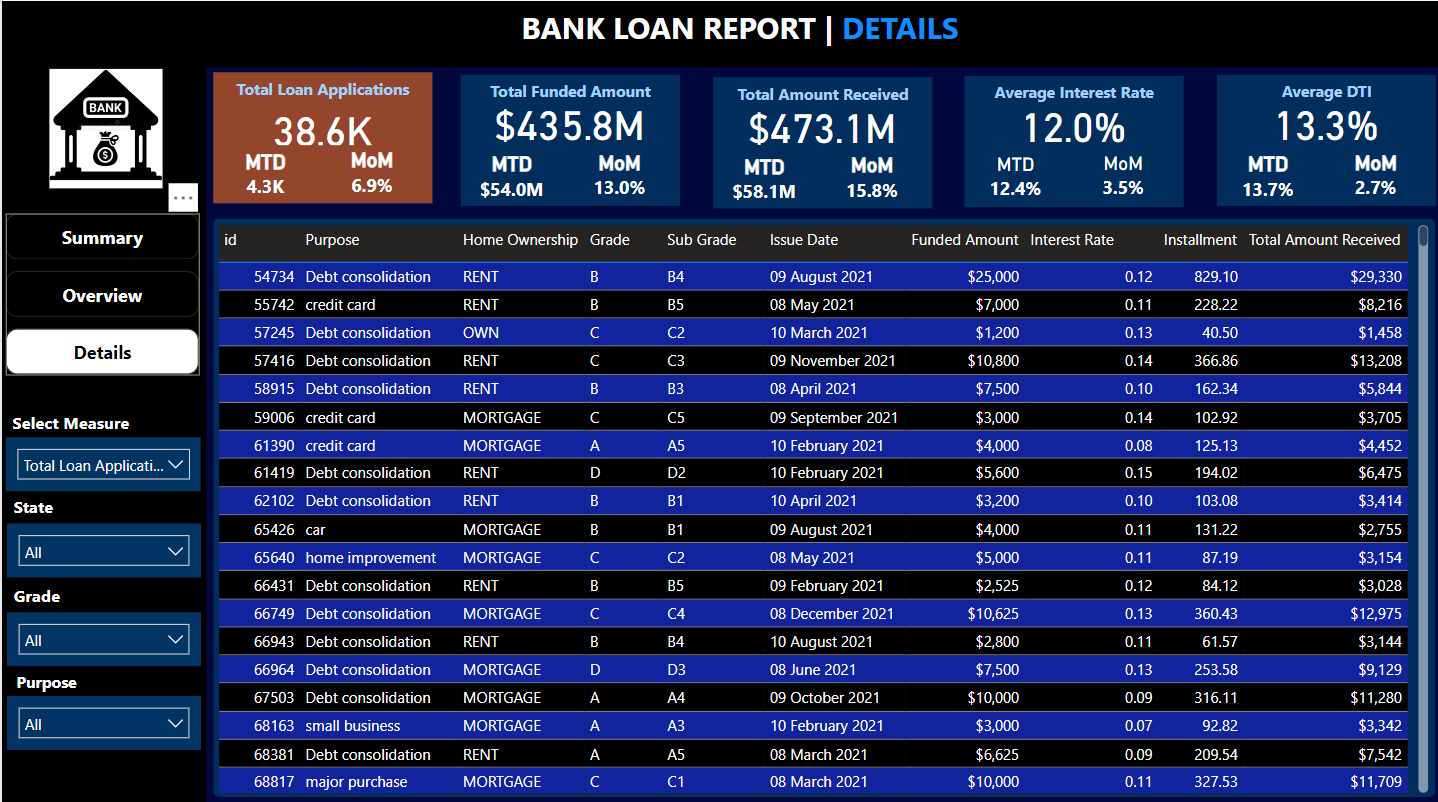 BANK LOAN REPORT | DETAILS
BANK
$
Total Loan Applications
38.6K
MTD MoM
4.3K 6.9%
Total Funded Amount
$435.8M
MTD MoM
$54.0M 13.0%
Total Amount Received
$473.1M
MTD MoM
$58.1M 15.8%
Average Interest Rate
12.0%
MTD MoM
12.4% 3.5%
Average DTI
13.3%
MTD MoM
13.7% 2.7%
...
Summary
Overview
Details
Select Measure
Total Loan Applicati...
State
All
Grade
All
Purpose
All
id Purpose Home Ownership Grade Sub Grade Issue Date Funded Amount Interest Rate Installment Total Amount Received
54734 Debt consolidation RENT B B4 09 August 2021 $25,000 0.12 829.10 $29,330
55742 credit card RENT B B5 08 May 2021 $7,000 0.11 228.22 $8,216
57245 Debt consolidation OWN C C2 10 March 2021 $1,200 0.13 40.50 $1,458
57416 Debt consolidation RENT C C3 09 November 2021 $10,800 0.14 366.86 $13,208
58915 Debt consolidation RENT B B3 08 April 2021 $7,500 0.10 162.34 $5,844
59006 credit card MORTGAGE C C5 09 September 2021 $3,000 0.14 102.92 $3,705
61390 credit card MORTGAGE A A5 10 February 2021 $4,000 0.08 125.13 $4,452
61419 Debt consolidation RENT D D2 10 February 2021 $5,600 0.15 194.02 $6,475
62102 Debt consolidation RENT B B1 10 April 2021 $3,200 0.10 103.08 $3,414
65426 car MORTGAGE B B1 09 August 2021 $4,000 0.11 131.22 $2,755
65640 home improvement MORTGAGE C C2 08 May 2021 $5,000 0.11 87.19 $3,154
66431 Debt consolidation RENT B B5 09 February 2021 $2,525 0.12 84.12 $3,028
66749 Debt consolidation MORTGAGE C C4 08 December 2021 $10,625 0.13 360.43 $12,975
66943 Debt consolidation RENT B B4 10 August 2021 $2,800 0.11 61.57 $3,144
66964 Debt consolidation MORTGAGE D D3 08 June 2021 $7,500 0.13 253.58 $9,129
67503 Debt consolidation MORTGAGE A A4 09 October 2021 $10,000 0.09 316.11 $11,280
68163 small business MORTGAGE A A3 10 February 2021 $3,000 0.07 92.82 $3,342
68381 Debt consolidation RENT A A5 08 March 2021 $6,625 0.09 209.54 $7,542
68817 major purchase MORTGAGE C C1 08 March 2021 $10,000 0.11 327.53 $11,709